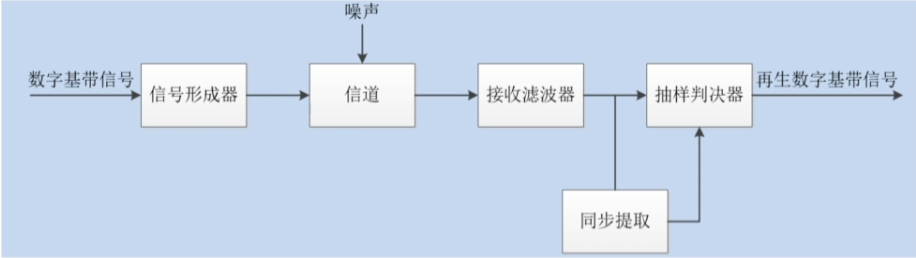 噪声
数字基带信号
信号形成器
信道
接收滤波器
抽样判决器
再生数字基带信号
同步提取